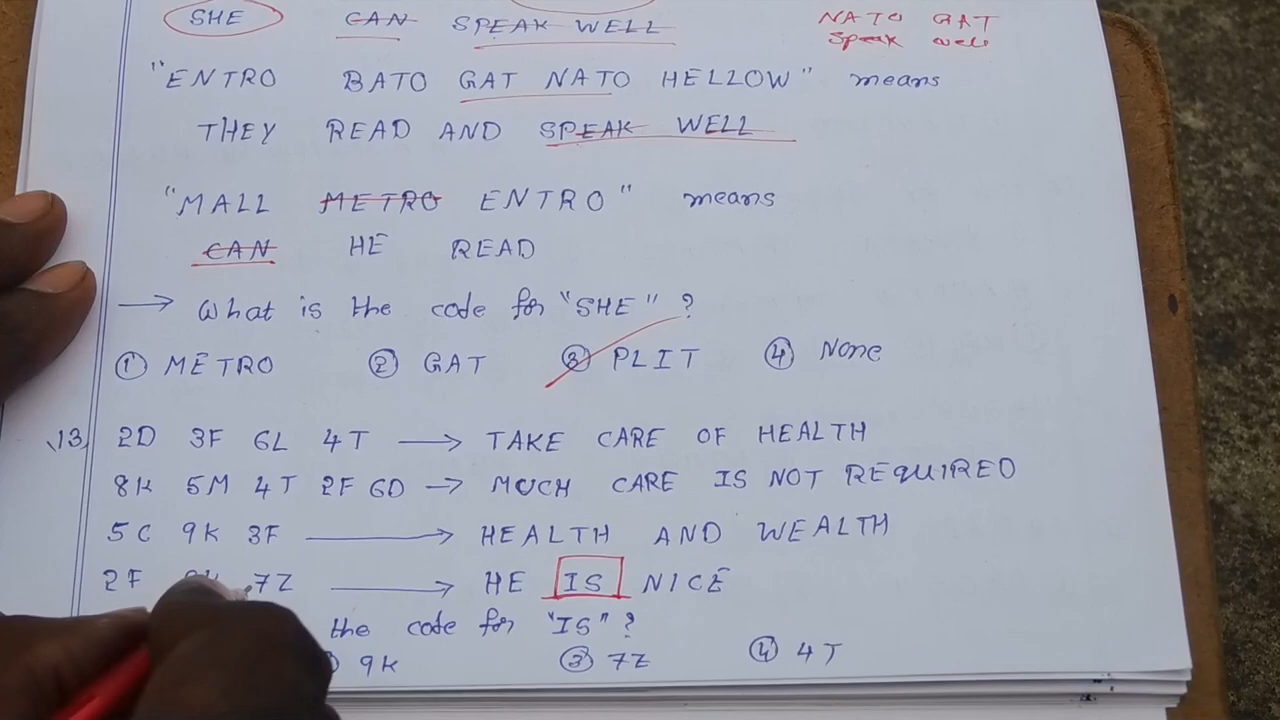 SHE CAN SPEAK WELL NATO GAT
Speak well
"ENTRO BATO GAT NATO HELLOW" means
THEY READ AND SPEAK WELL
"MALL METRO ENTRO" means
CAN HE READ
→ What is the code for "SHE" ?
① METRO ② GAT ③ PLIT ④ None
13, 2D 3F 6L 4T → TAKE CARE OF HEALTH
8K 5M 4T 2F 6D → MUCH CARE IS NOT REQUIRED
5C 9K 3F → HEALTH AND WEALTH
2F 7Z → HE IS NICE
the code for "IS" ?
9K ③ 7Z ④ 4T